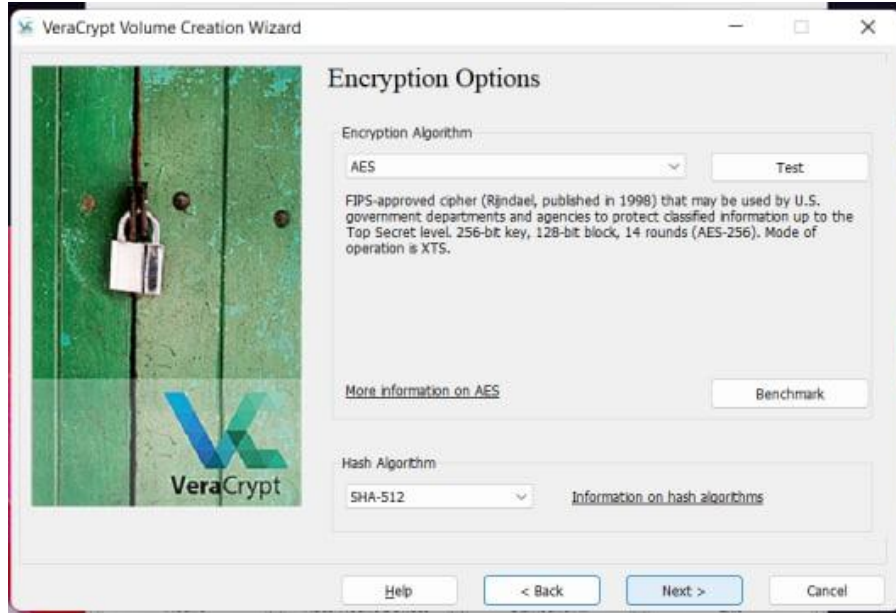 VeraCrypt Volume Creation Wizard
Encryption Options
Encryption Algorithm
AES
Test
FIPS-approved cipher (Rijndael, published in 1998) that may be used by U.S.
government departments and agencies to protect classified information up to the
Top Secret level. 256-bit key, 128-bit block, 14 rounds (AES-256). Mode of
operation is XTS.
More information on AES
Benchmark
VeraCrypt
Hash Algorithm
SHA-512
Information on hash algorithms
Help
< Back
Next >
Cancel